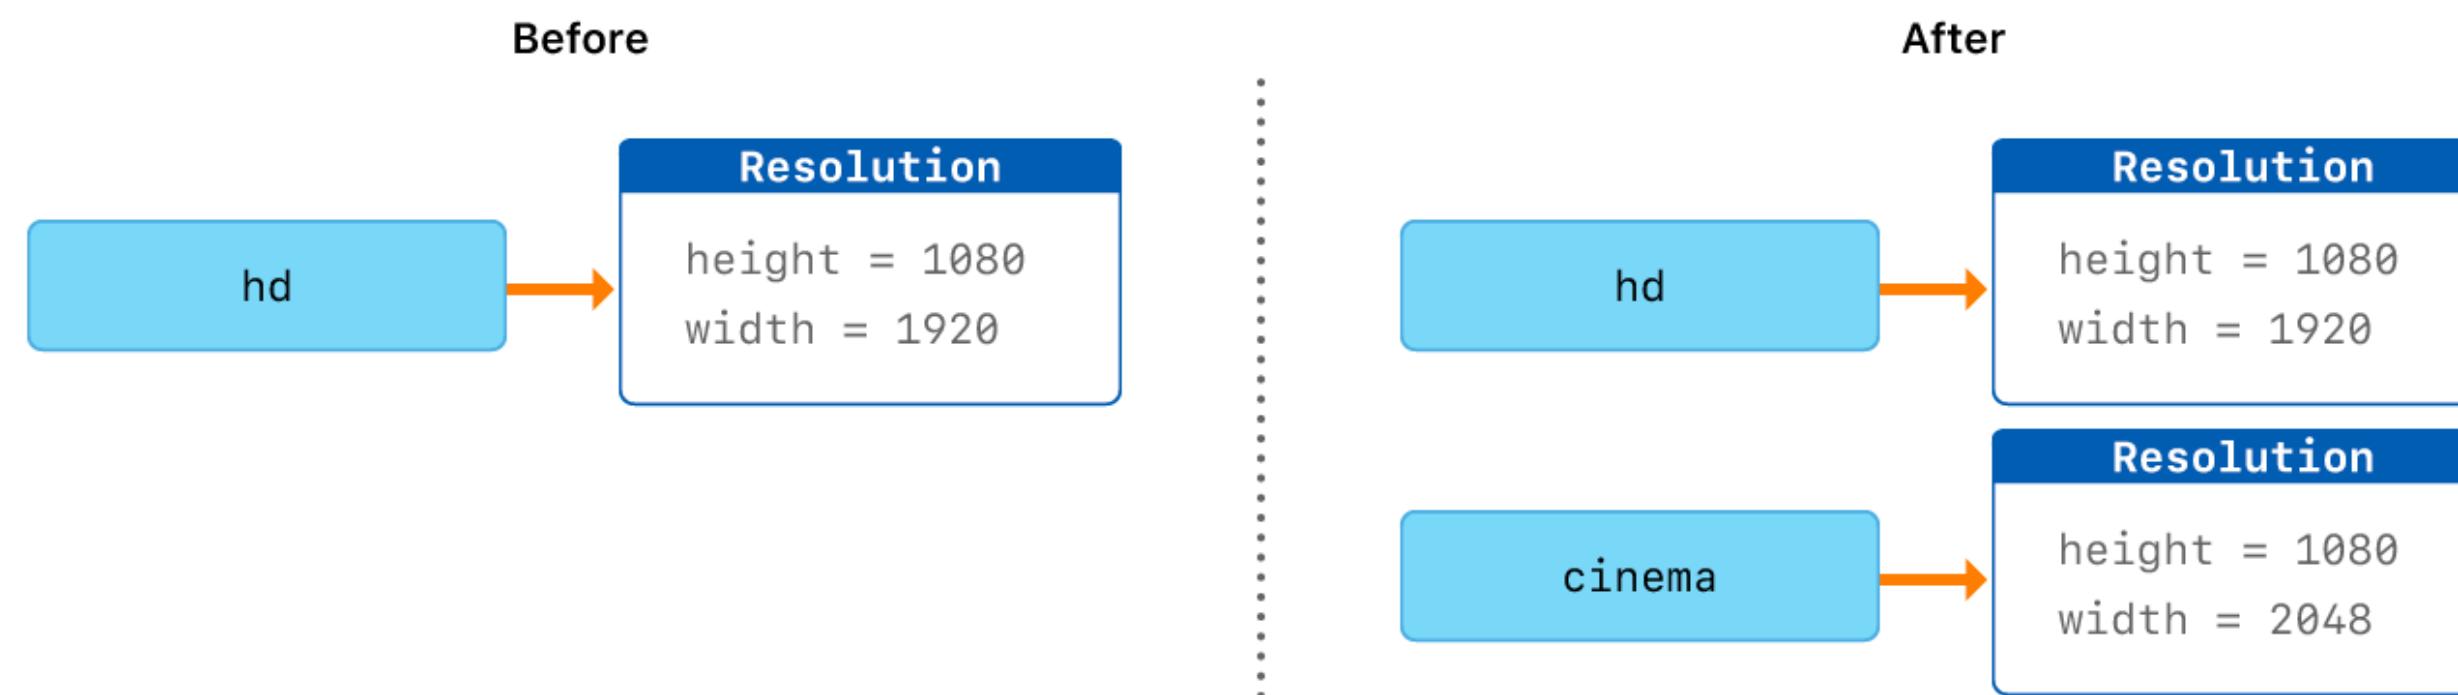 Before
hd
Resolution
height = 1080
width = 1920
After
hd
Resolution
height = 1080
width = 1920
cinema
Resolution
height = 1080
width = 2048